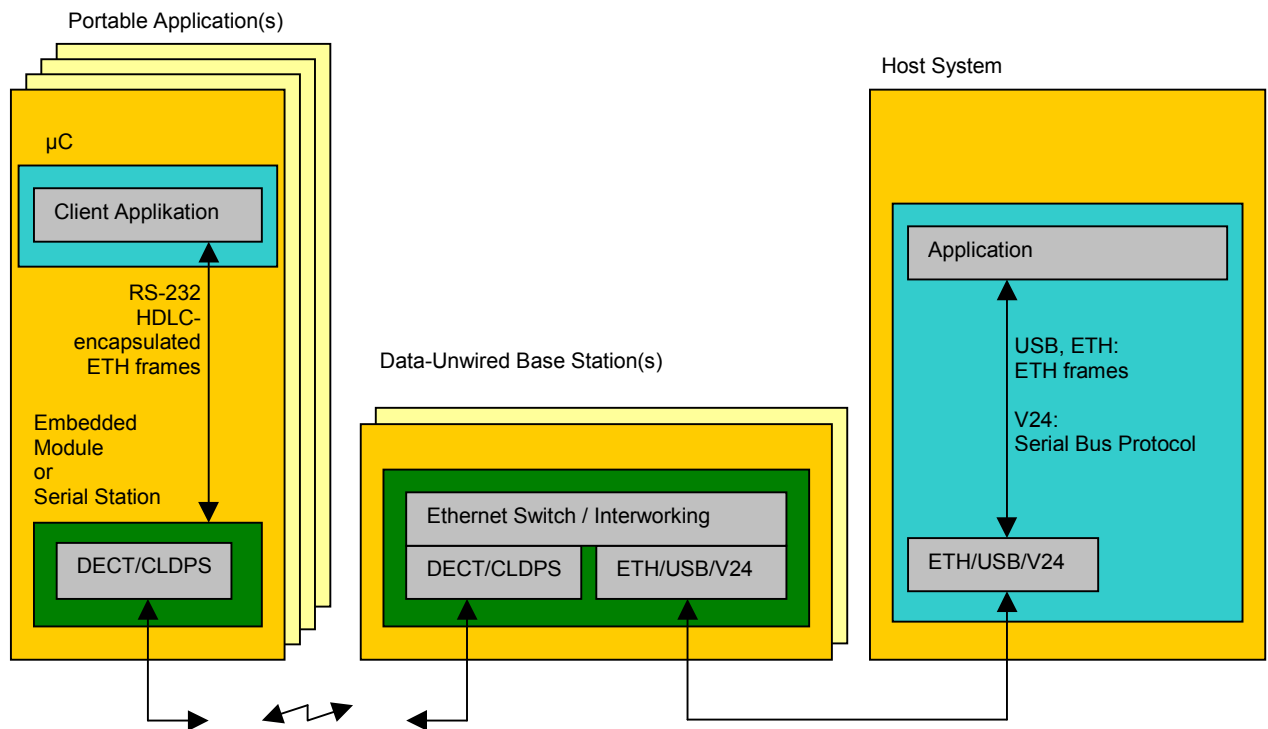 Portable Application(s)
µC
Client Applikation
RS-232
HDLC-
encapsulated
ETH frames
Embedded
Module
or
Serial Station
DECT/CLDPS
Data-Unwired Base Station(s)
Ethernet Switch / Interworking
DECT/CLDPS
ETH/USB/V24
Host System
Application
USB, ETH:
ETH frames
V24:
Serial Bus Protocol
ETH/USB/V24